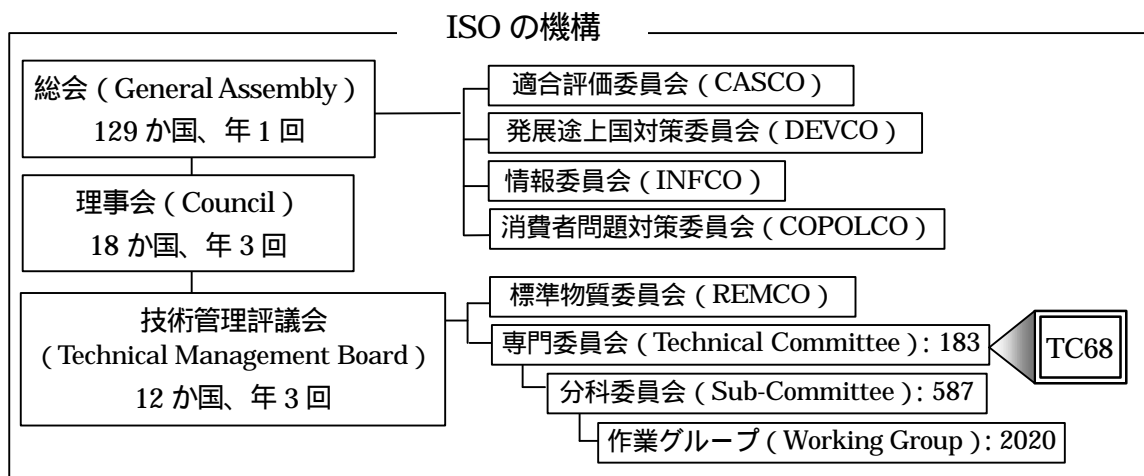 ISO の機構
総会 ( General Assembly )
129 か国、年 1 回
適合評価委員会 ( CASCO )
発展途上国対策委員会 ( DEVCO )
情報委員会 ( INFCO )
消費者問題対策委員会 ( COPOLCO )
理事会 ( Council )
18 か国、年 3 回
技術管理評議会
( Technical Management Board )
12 か国、年 3 回
標準物質委員会 ( REMCO )
専門委員会 ( Technical Committee ) : 183
TC68
分科委員会 ( Sub-Committee ) : 587
作業グループ ( Working Group ) : 2020